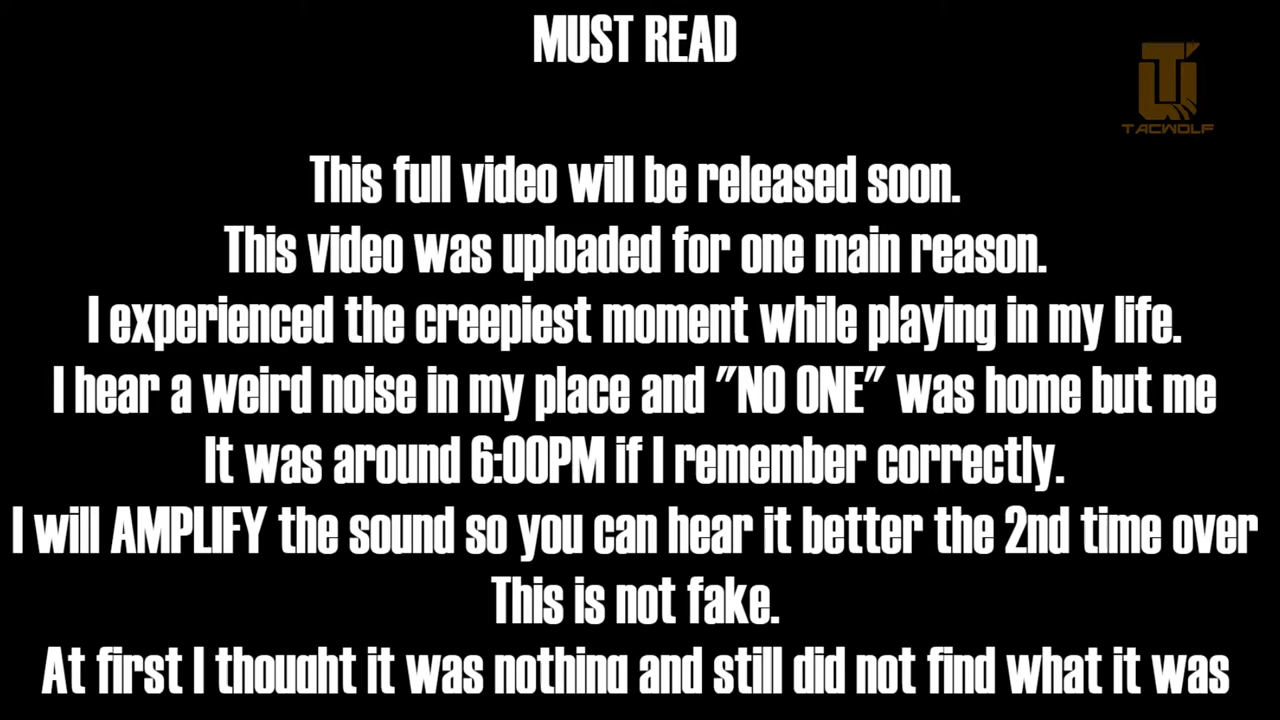 MUST READ
TACWOLF
This full video will be released soon.
This video was uploaded for one main reason.
I experienced the creepiest moment while playing in my life.
I hear a weird noise in my place and "NO ONE" was home but me
It was around 6:00PM if I remember correctly.
I will AMPLIFY the sound so you can hear it better the 2nd time over
This is not fake.
At first I thought it was nothing and still did not find what it was